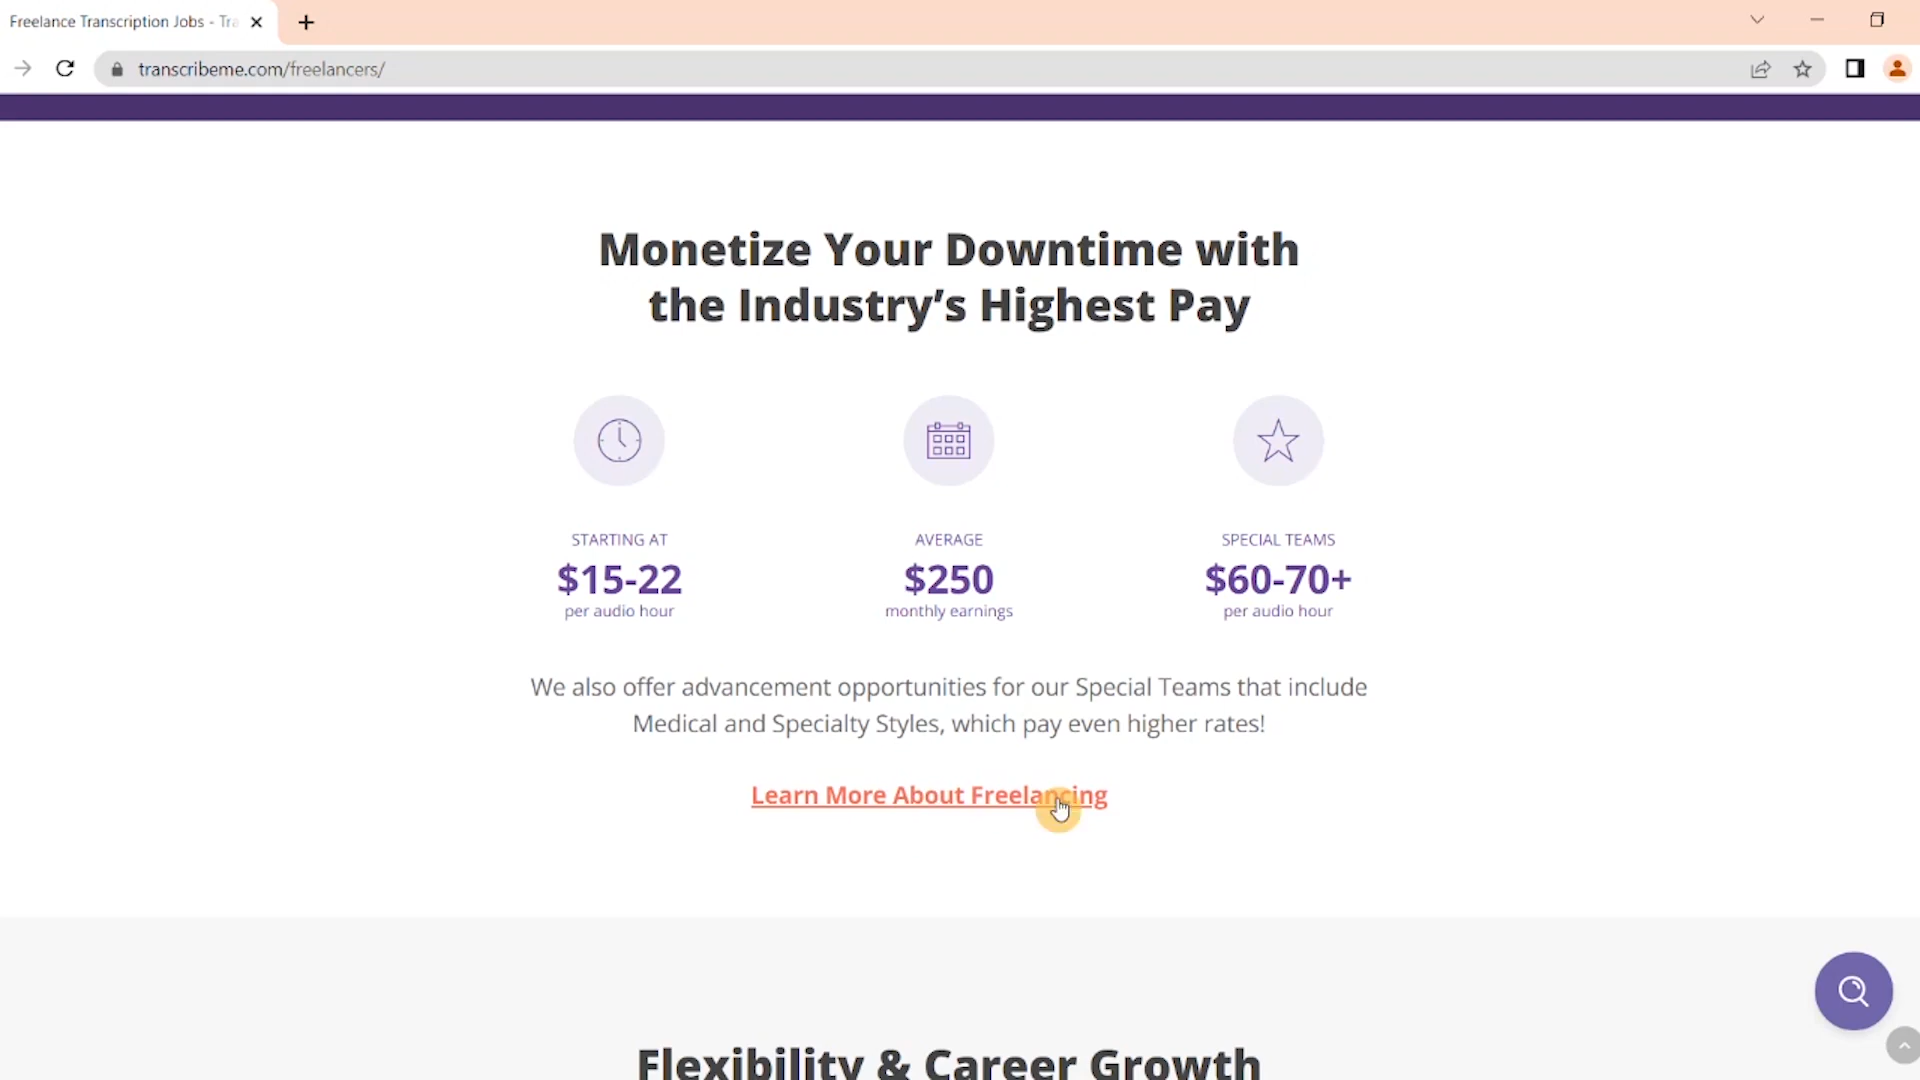 Freelance Transcription Jobs - Tra
transcribeme.com/freelancers/
Monetize Your Downtime with
the Industry’s Highest Pay
STARTING AT
$15-22
per audio hour
AVERAGE
$250
monthly earnings
SPECIAL TEAMS
$60-70+
per audio hour
We also offer advancement opportunities for our Special Teams that include
Medical and Specialty Styles, which pay even higher rates!
Learn More About Freelancing
Flexibility & Career Growth